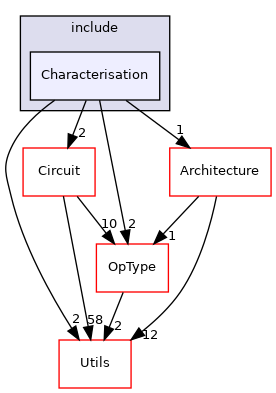 include
Characterisation
2
1
Circuit
Architecture
10
2
1
OpType
2
58
2
12
Utils